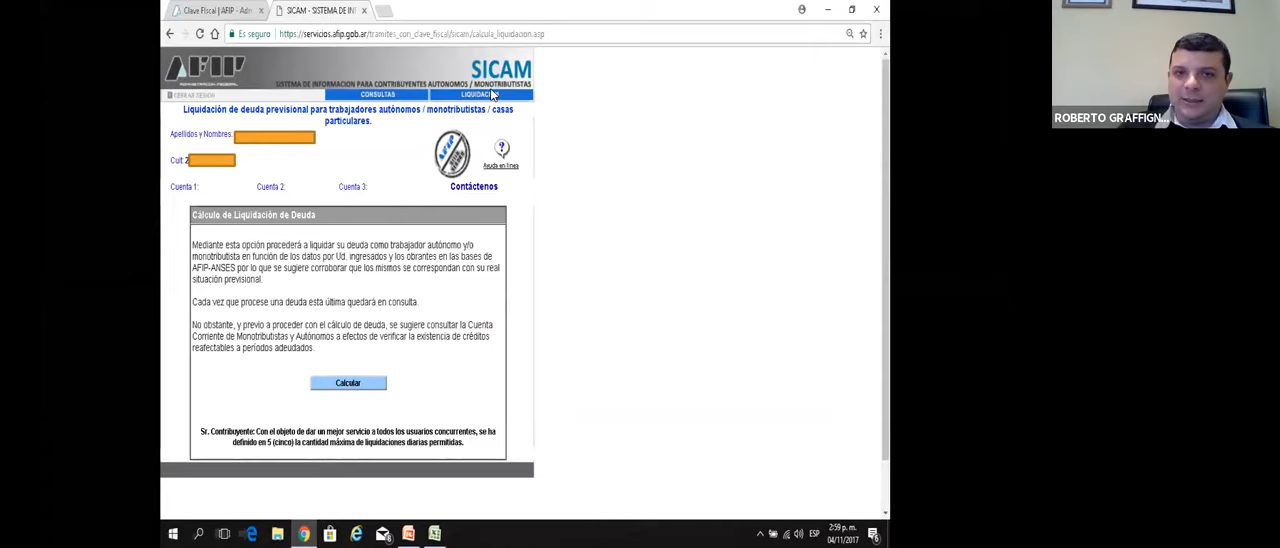 Clave Fiscal | AFIP - Adm
SICAM - SISTEMA DE IN
Es seguro
https://servicios.afip.gob.ar/tramites_con_clave_fiscal/sicam/calcula_liquidacion.asp
AFIP
SICAM
SISTEMA DE INFORMACION PARA CONTRIBUYENTES AUTONOMOS / MONOTRIBUTISTAS
CERRAR SESION
CONSULTAS
Liquidación de deuda previsional para trabajadores autónomos / monotributistas / casas
particulares.
Apellidos y Nombres:
Cuit: 2
AFIP
?
Ayuda en línea
Cuenta 1:
Cuenta 2:
Cuenta 3:
Contáctenos
Cálculo de Liquidación de Deuda
Mediante esta opción procederá a liquidar su deuda como trabajador autónomo y/o
monotributista en función de los datos por Ud. ingresados y los obrantes en las bases de
AFIP-ANSES por lo que se sugiere corroborar que los mismos se correspondan con su real
situación previsional.
Cada vez que procese una deuda esta última quedará en consulta.
No obstante, y previo a proceder con el cálculo de deuda, se sugiere consultar la Cuenta
Corriente de Monotributistas y Autónomos a efectos de verificar la existencia de créditos
reafectables a períodos adeudados.
Calcular
Sr. Contribuyente: Con el objeto de dar un mejor servicio a todos los usuarios concurrentes, se ha
definido en 5 (cinco) la cantidad máxima de liquidaciones diarias permitidas.
ROBERTO GRAFFIGN...
ESP
2:59 p. m.
04/11/2017